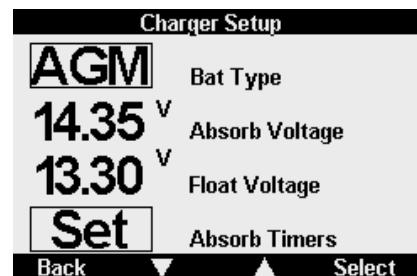 Charger Setup
AGM Bat Type
14.35 V Absorb Voltage
13.30 V Float Voltage
Set Absorb Timers
Back ▼ ▲ Select